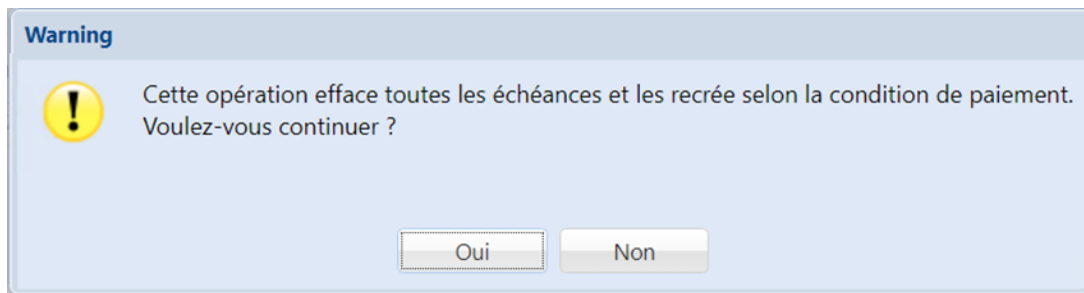 Warning
Cette opération efface toutes les échéances et les recrée selon la condition de paiement.
Voulez-vous continuer ?
Oui
Non